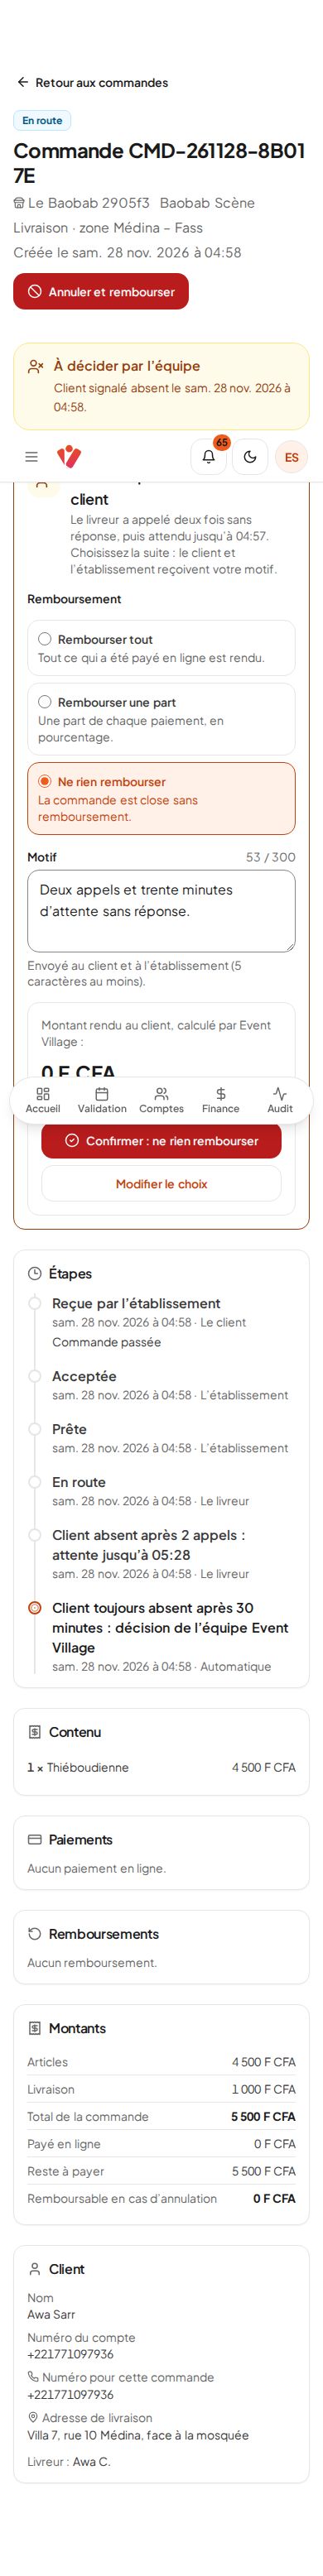 Retour aux commandes
En route
Commande CMD-261128-8B01
7E
Le Baobab 2905f3 Baobab Scène
Livraison · zone Médina – Fass
Créée le sam. 28 nov. 2026 à 04:58
Annuler et rembourser
À décider par l’équipe
Client signalé absent le sam. 28 nov. 2026 à
04:58.
65
ES
client
Le livreur a appelé deux fois sans
réponse, puis attendu jusqu’à 04:57.
Choisissez la suite : le client et
l’établissement reçoivent votre motif.
Remboursement
Rembourser tout
Tout ce qui a été payé en ligne est rendu.
Rembourser une part
Une part de chaque paiement, en
pourcentage.
Ne rien rembourser
La commande est close sans
remboursement.
Motif 53 / 300
Deux appels et trente minutes
d’attente sans réponse.
Envoyé au client et à l’établissement (5
caractères au moins).
Montant rendu au client, calculé par Event
Village :
0 F CFA
Accueil Validation Comptes Finance Audit
Confirmer : ne rien rembourser
Modifier le choix
Étapes
Reçue par l’établissement
sam. 28 nov. 2026 à 04:58 · Le client
Commande passée
Acceptée
sam. 28 nov. 2026 à 04:58 · L’établissement
Prête
sam. 28 nov. 2026 à 04:58 · L’établissement
En route
sam. 28 nov. 2026 à 04:58 · Le livreur
Client absent après 2 appels :
attente jusqu’à 05:28
sam. 28 nov. 2026 à 04:58 · Le livreur
Client toujours absent après 30
minutes : décision de l’équipe Event
Village
sam. 28 nov. 2026 à 04:58 · Automatique
Contenu
1 × Thiéboudienne 4 500 F CFA
Paiements
Aucun paiement en ligne.
Remboursements
Aucun remboursement.
Montants
Articles 4 500 F CFA
Livraison 1 000 F CFA
Total de la commande 5 500 F CFA
Payé en ligne 0 F CFA
Reste à payer 5 500 F CFA
Remboursable en cas d’annulation 0 F CFA
Client
Nom
Awa Sarr
Numéro du compte
+221771097936
Numéro pour cette commande
+221771097936
Adresse de livraison
Villa 7, rue 10 Médina, face à la mosquée
Livreur : Awa C.